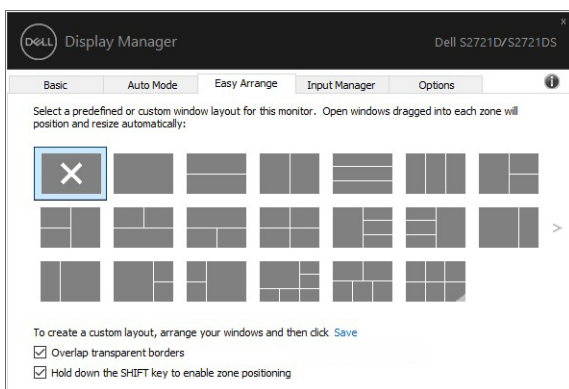 DELL Display Manager
Dell S2721D/S2721DS
Basic
Auto Mode
Easy Arrange
Input Manager
Options
Select a predefined or custom window layout for this monitor. Open windows dragged into each zone will
position and resize automatically:
To create a custom layout, arrange your windows and then click Save
Overlap transparent borders
Hold down the SHIFT key to enable zone positioning